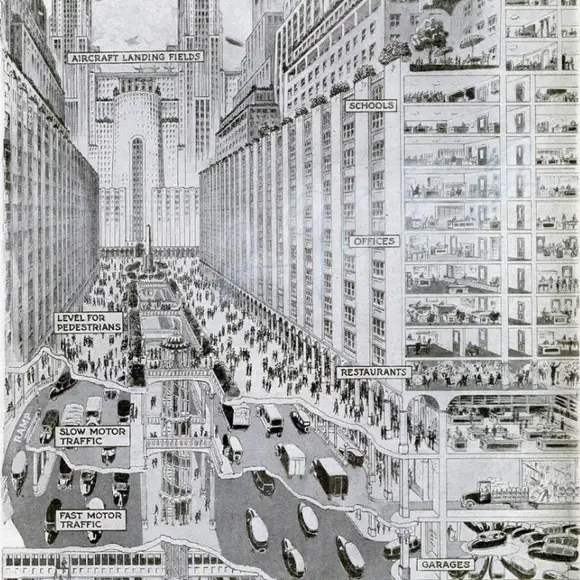 AIRCRAFT LANDING FIELDS
SCHOOLS
OFFICES
LEVEL FOR
PEDESTRIANS
RESTAURANTS
RAMP
SLOW MOTOR
TRAFFIC
FAST MOTOR
TRAFFIC
GARAGES